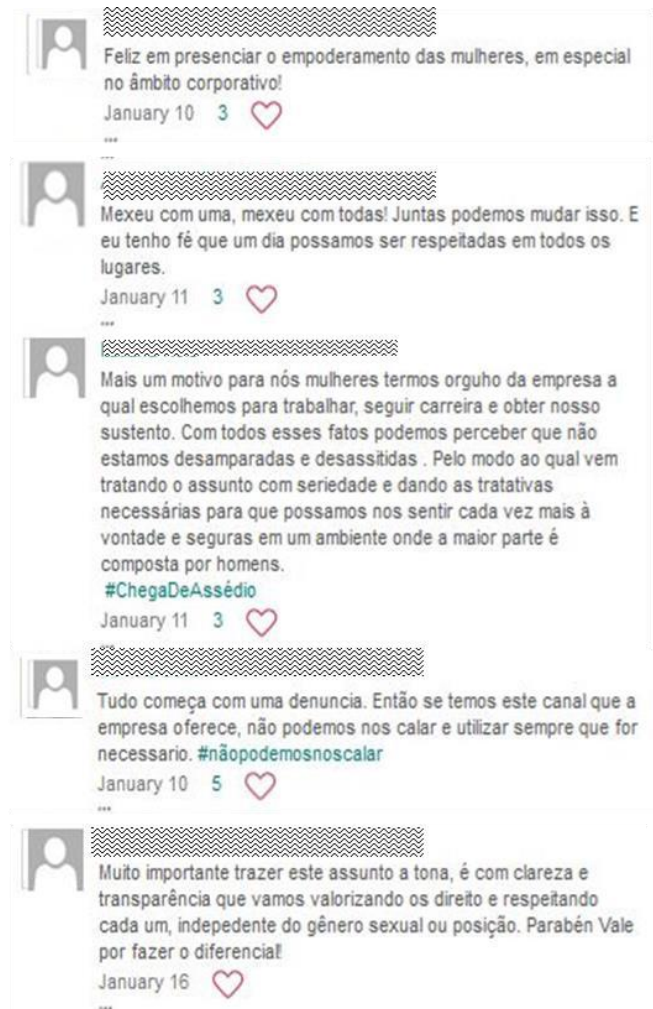 Feliz em presenciar o empoderamento das mulheres, em especial
no âmbito corporativo!
January 10 3
...
...
Mexeu com uma, mexeu com todas! Juntas podemos mudar isso. E
eu tenho fé que um dia possamos ser respeitadas em todos os
lugares.
January 11 3
...
Mais um motivo para nós mulheres termos orguho da empresa a
qual escolhemos para trabalhar, seguir carreira e obter nosso
sustento. Com todos esses fatos podemos perceber que não
estamos desamparadas e desassitidas . Pelo modo ao qual vem
tratando o assunto com seriedade e dando as tratativas
necessárias para que possamos nos sentir cada vez mais à
vontade e seguras em um ambiente onde a maior parte é
composta por homens.
#ChegaDeAssédio
January 11 3
...
Tudo começa com uma denuncia. Então se temos este canal que a
empresa oferece, não podemos nos calar e utilizar sempre que for
necessario. #nãopodemosnoscalar
January 10 5
...
Muito importante trazer este assunto a tona, é com clareza e
transparência que vamos valorizando os direito e respeitando
cada um, indepedente do gênero sexual ou posição. Parabén Vale
por fazer o diferencial!
January 16
...